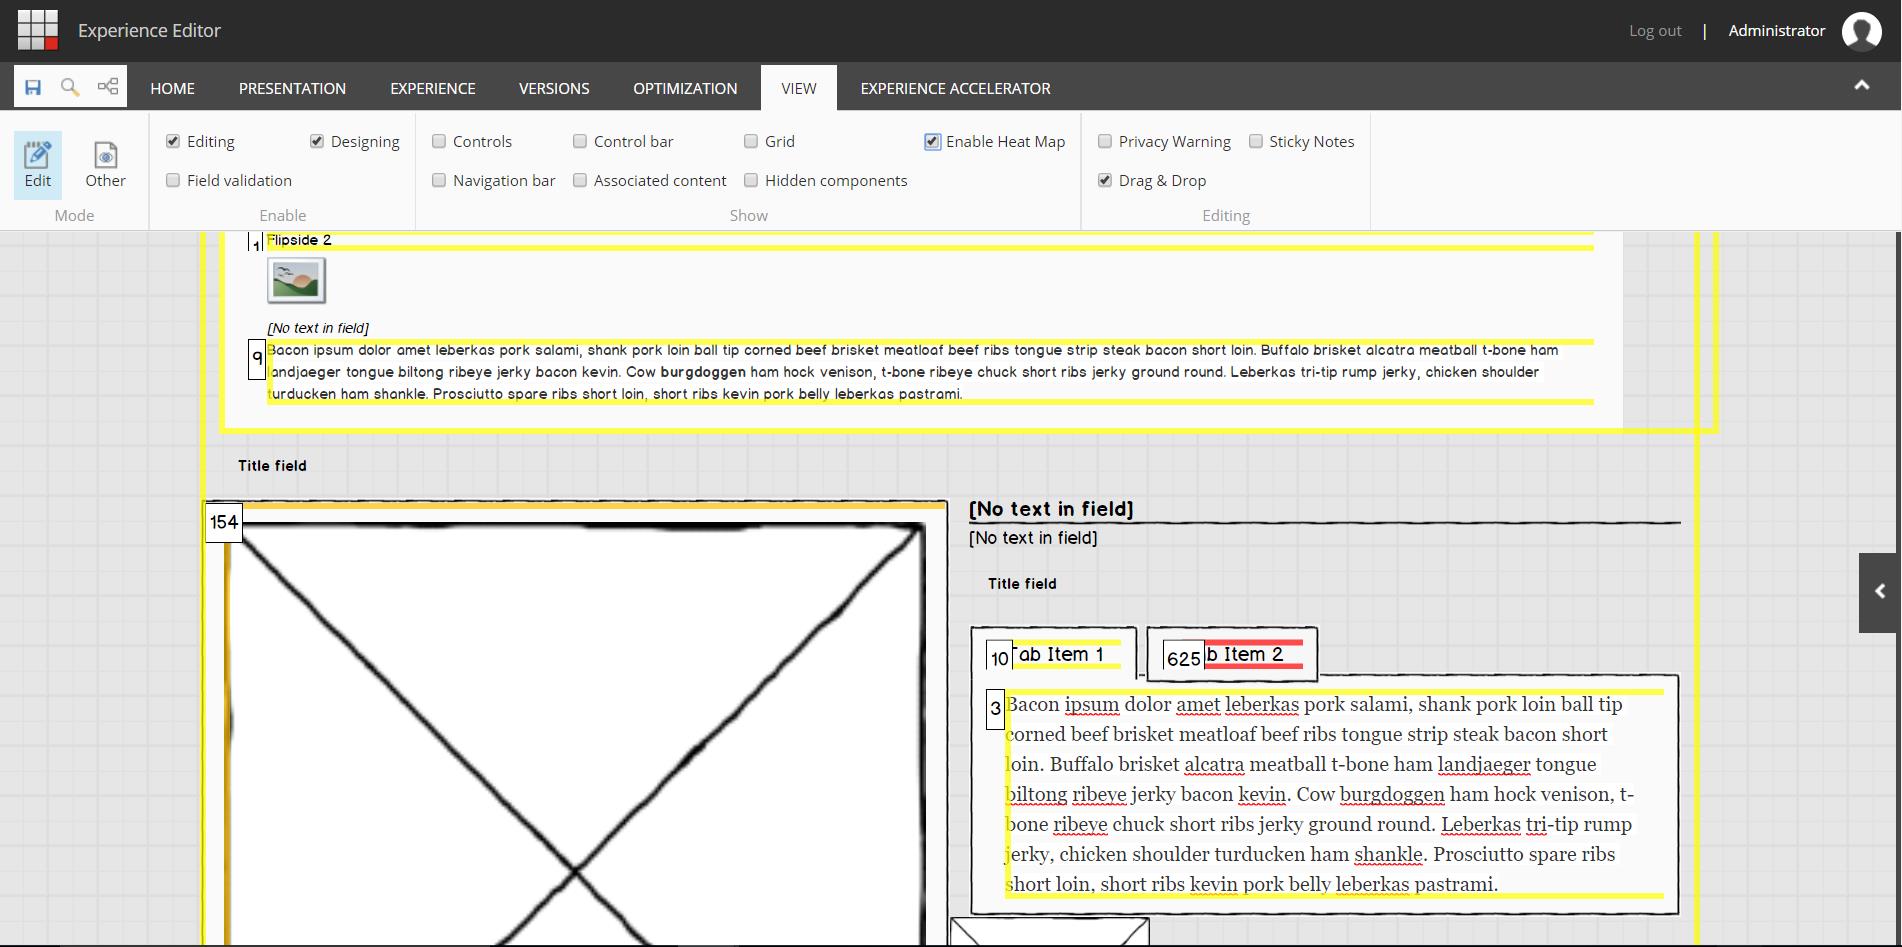 Experience Editor
Log out | Administrator
HOME PRESENTATION EXPERIENCE VERSIONS OPTIMIZATION VIEW EXPERIENCE ACCELERATOR
Editing Designing Controls Control bar Grid Enable Heat Map Privacy Warning Sticky Notes
Edit Other Field validation Navigation bar Associated content Hidden components Drag & Drop
Mode Enable Show Editing
1 Flipside 2
[No text in field]
9 Bacon ipsum dolor amet leberkas pork salami, shank pork loin ball tip corned beef brisket meatloaf beef ribs tongue strip steak bacon short loin. Buffalo brisket alcatra meatball t-bone ham
landjaeger tongue biltong ribeye jerky bacon kevin. Cow burgdoggen ham hock venison, t-bone ribeye chuck short ribs jerky ground round. Leberkas tri-tip rump jerky, chicken shoulder
turducken ham shankle. Prosciutto spare ribs short loin, short ribs kevin pork belly leberkas pastrami.
Title field
154
[No text in field]
[No text in field]
Title field
10 Tab Item 1 625 b Item 2
3 Bacon ipsum dolor amet leberkas pork salami, shank pork loin ball tip
corned beef brisket meatloaf beef ribs tongue strip steak bacon short
loin. Buffalo brisket alcatra meatball t-bone ham landjaeger tongue
biltong ribeye jerky bacon kevin. Cow burgdoggen ham hock venison, t-
bone ribeye chuck short ribs jerky ground round. Leberkas tri-tip rump
jerky, chicken shoulder turducken ham shankle. Prosciutto spare ribs
short loin, short ribs kevin pork belly leberkas pastrami.